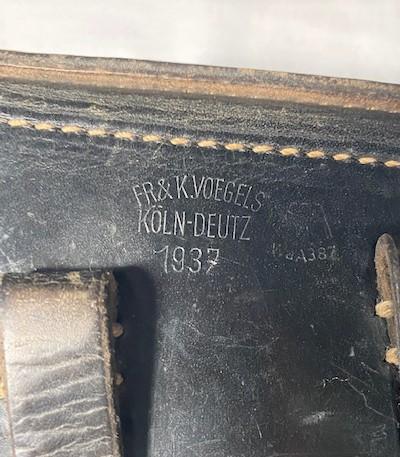 FR.& K.VOEGELS
KÖLN-DEUTZ
1937